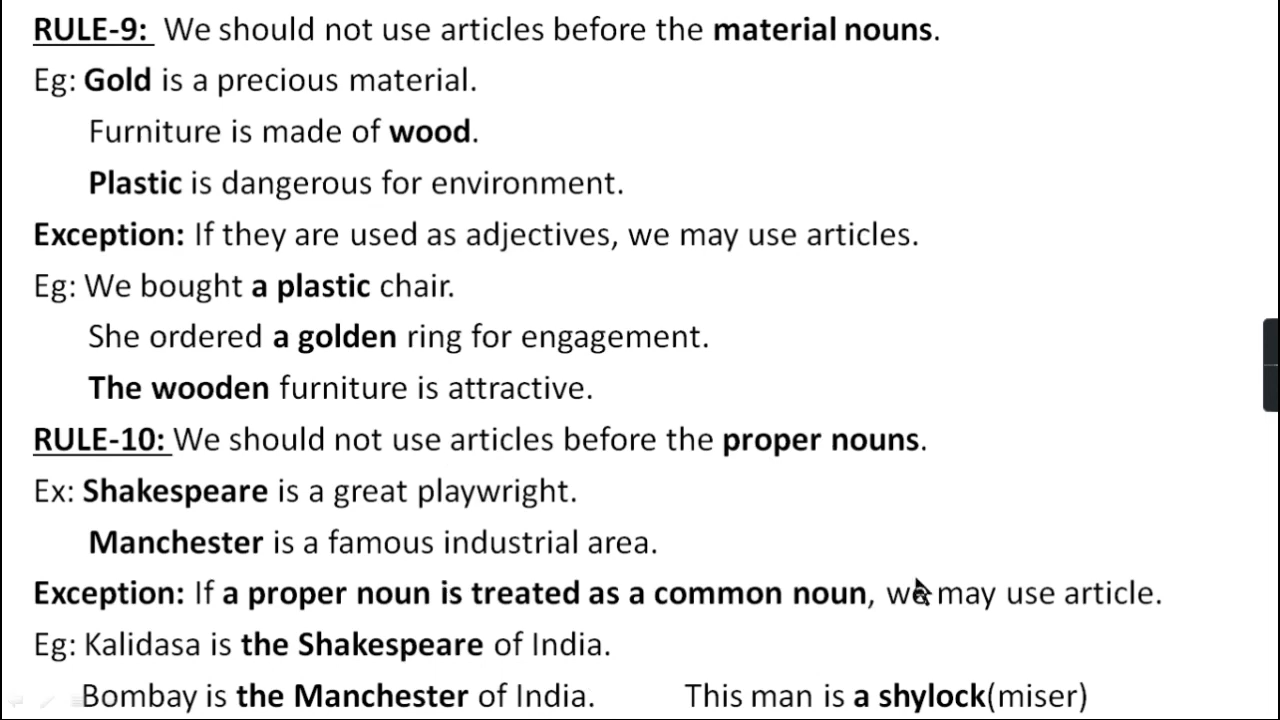 RULE-9: We should not use articles before the material nouns.
Eg: Gold is a precious material.
Furniture is made of wood.
Plastic is dangerous for environment.
Exception: If they are used as adjectives, we may use articles.
Eg: We bought a plastic chair.
She ordered a golden ring for engagement.
The wooden furniture is attractive.
RULE-10: We should not use articles before the proper nouns.
Ex: Shakespeare is a great playwright.
Manchester is a famous industrial area.
Exception: If a proper noun is treated as a common noun, we may use article.
Eg: Kalidasa is the Shakespeare of India.
Bombay is the Manchester of India. This man is a shylock(miser)